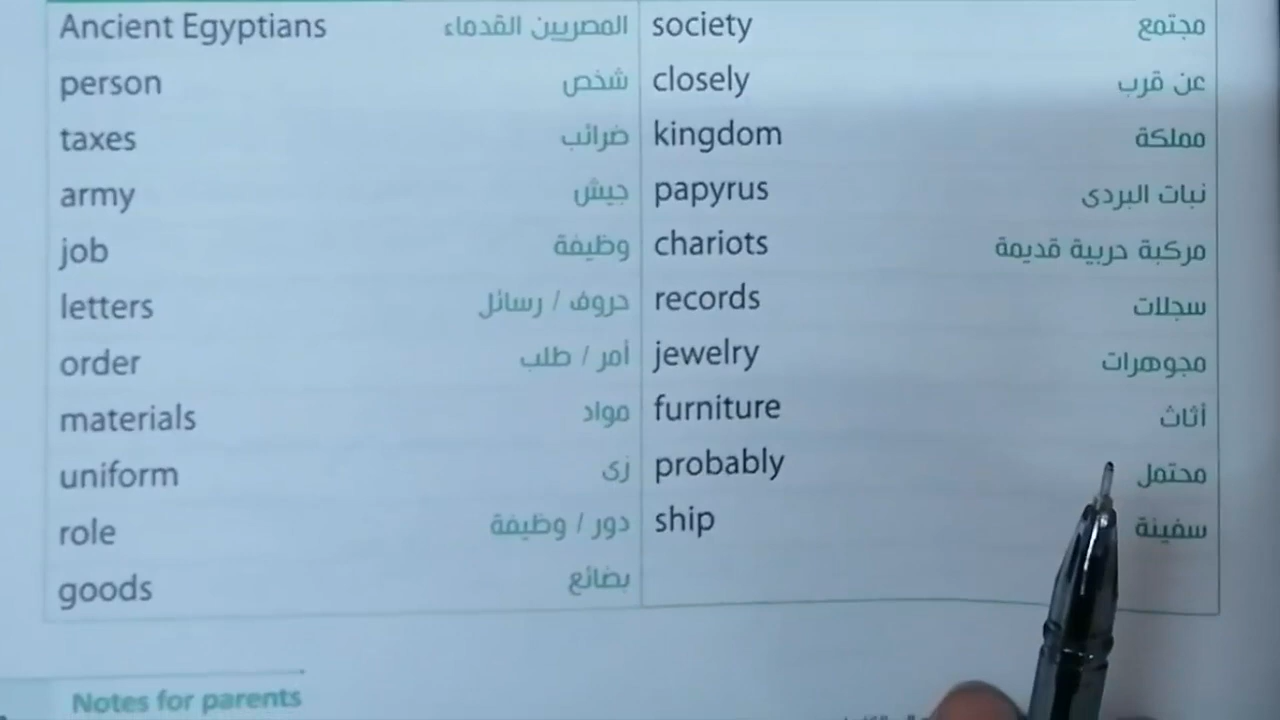 Ancient Egyptians المصريين القدماء society مجتمع
person شخص closely عن قرب
taxes ضرائب kingdom مملكة
army جيش papyrus نبات البردى
job وظيفة chariots مركبة حربية قديمة
letters حروف / رسائل records سجلات
order أمر / طلب jewelry مجوهرات
materials مواد furniture أثاث
uniform زى probably محتمل
role دور / وظيفة ship سفينة
goods بضائع
Notes for parents